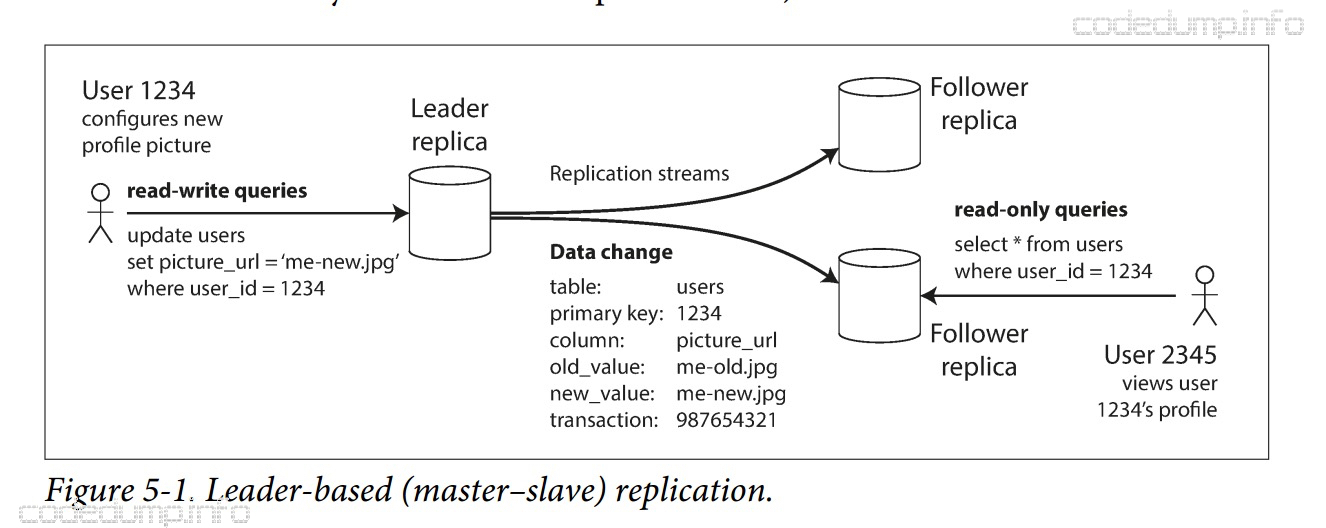 codedump.info
User 1234
configures new
profile picture
Leader
replica
Follower
replica
read-write queries
Replication streams
update users
set picture_url = ‘me-new.jpg’
where user_id = 1234
Data change
table: users
primary key: 1234
column: picture_url
old_value: me-old.jpg
new_value: me-new.jpg
transaction: 987654321
read-only queries
select * from users
where user_id = 1234
Follower
replica
User 2345
views user
1234’s profile
Figure 5-1. Leader-based (master–slave) replication.
codedump.info